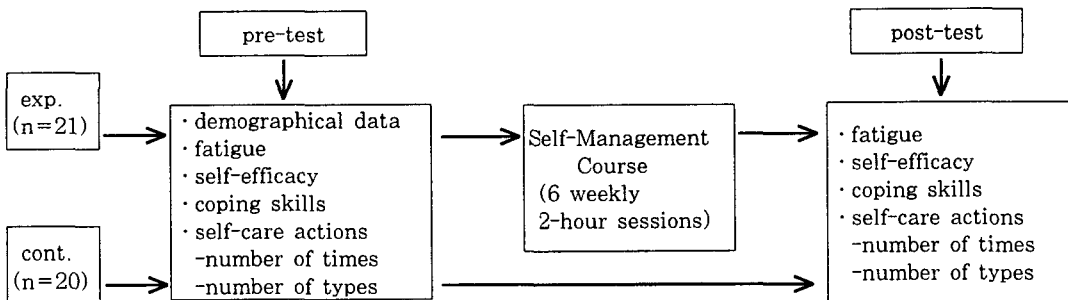 pre-test
post-test
exp.
(n=21)
· demographical data
· fatigue
· self-efficacy
· coping skills
· self-care actions
-number of times
-number of types
Self-Management
Course
(6 weekly
2-hour sessions)
· fatigue
· self-efficacy
· coping skills
· self-care actions
-number of times
-number of types
cont.
(n=20)